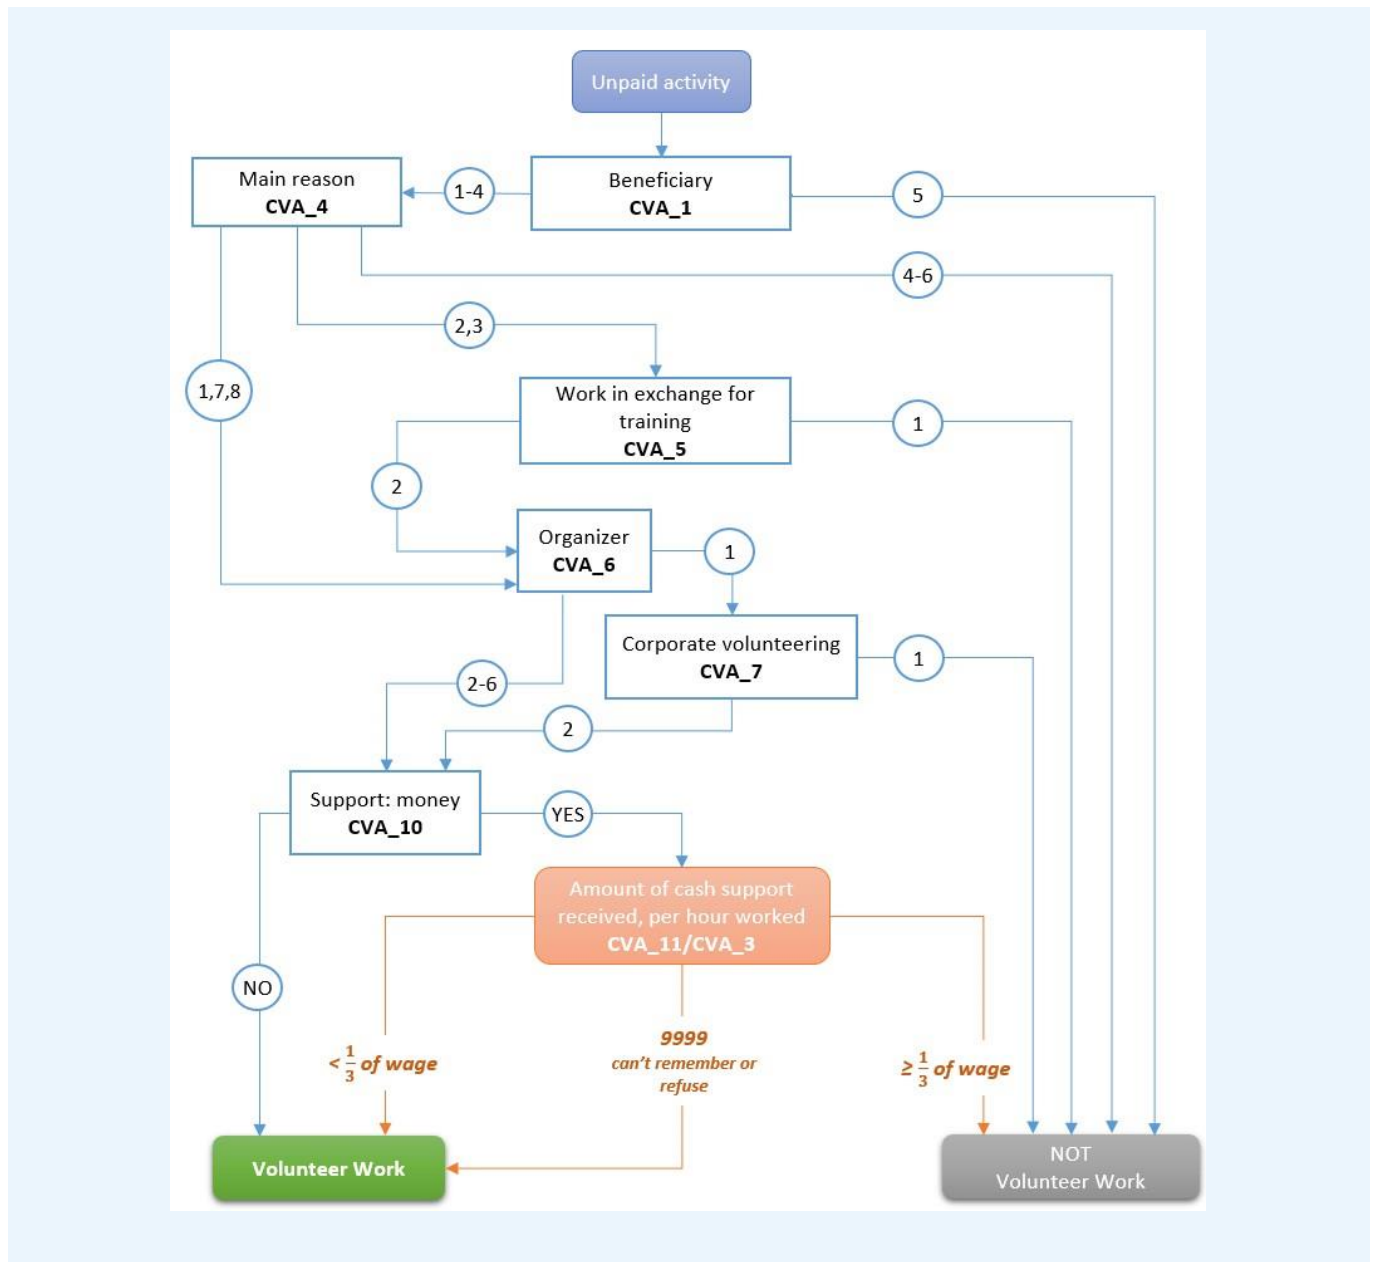 Unpaid activity
Main reason
CVA_4
1-4
Beneficiary
CVA_1
5
4-6
2,3
1,7,8
Work in exchange for
training
CVA_5
1
2
Organizer
CVA_6
1
Corporate volunteering
CVA_7
1
2-6
2
Support: money
CVA_10
YES
Amount of cash support
received, per hour worked
CVA_11/CVA_3
NO
< 1/3 of wage
9999
can't remember or
refuse
≥ 1/3 of wage
Volunteer Work
NOT
Volunteer Work